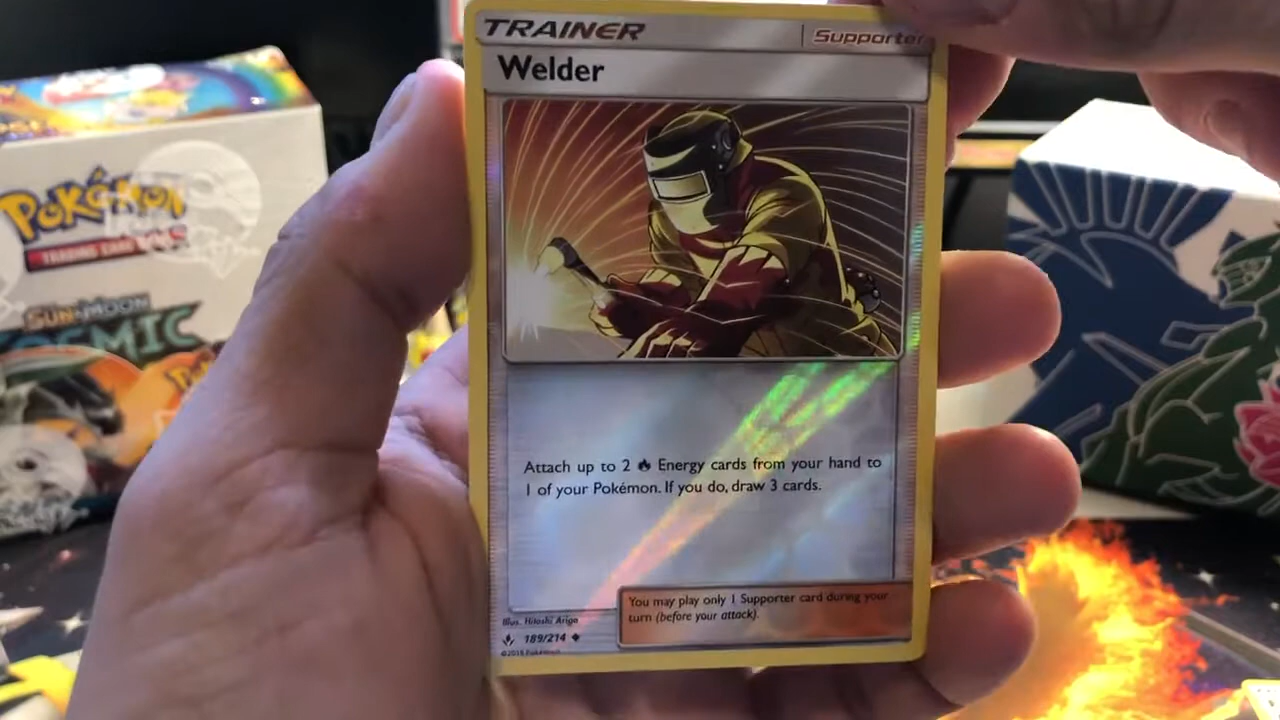 TRAINER
Supporter
Welder
Attach up to 2 Energy cards from your hand to
1 of your Pokémon. If you do, draw 3 cards.
You may play only 1 Supporter card during your
turn (before your attack).
Illus. Hitoshi Ariga
189/214
©2019 Pokémon
POKÉMON
TRADING CARD
SUN & MOON
COSMIC